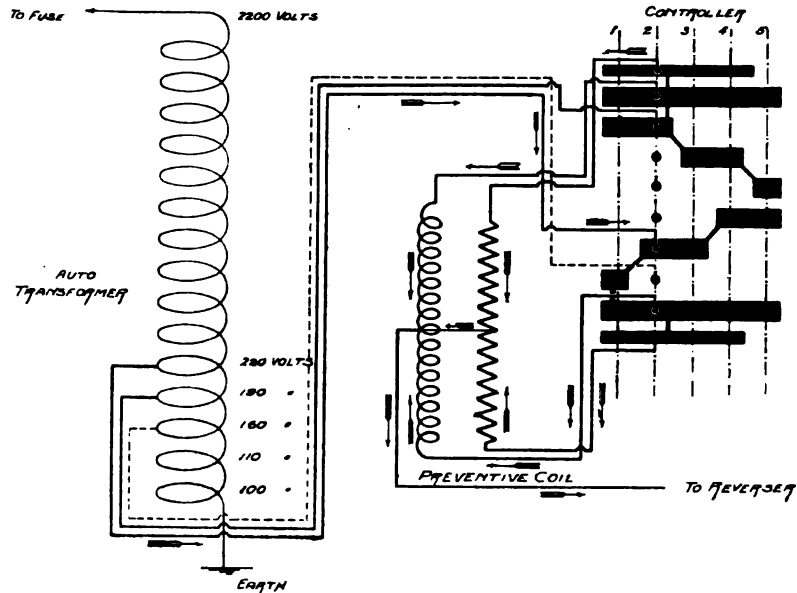 CONTROLLER
TO FUSE 2200 VOLTS
1 2 3 4 5
AUTO
TRANSFORMER
220 VOLTS
190 "
160 "
110 "
100 "
PREVENTIVE COIL
TO REVERSER
EARTH